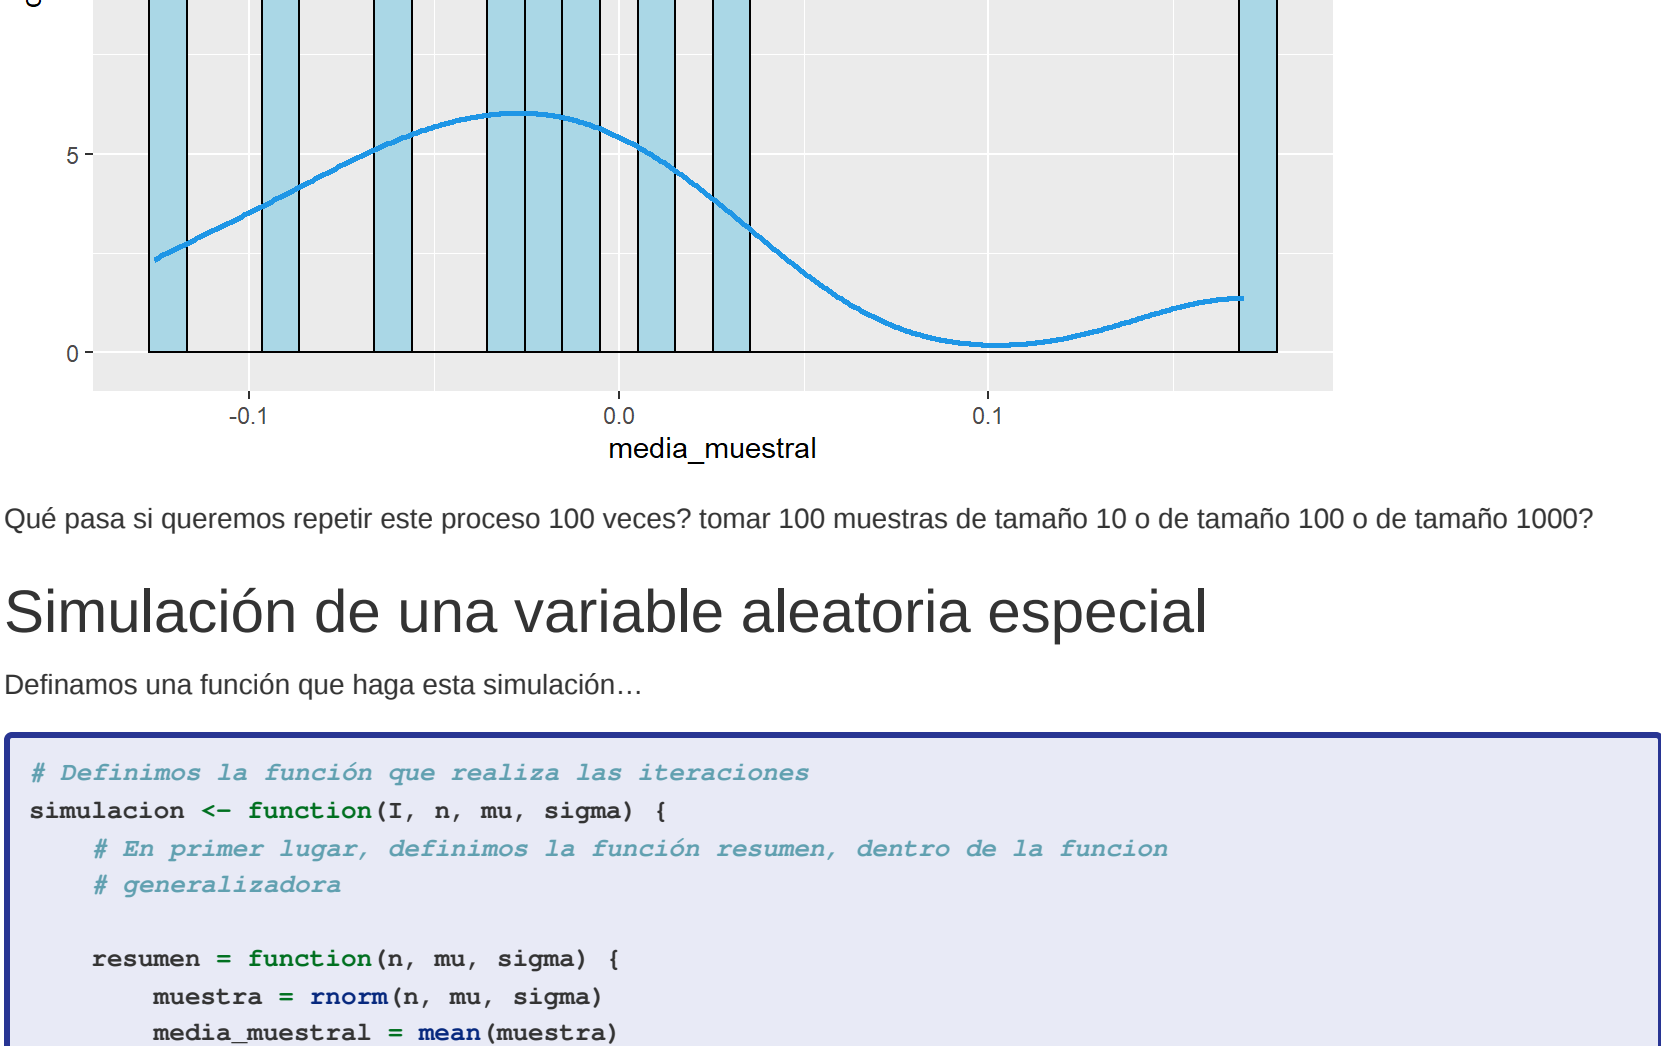 5
0
-0.1 0.0 0.1
media_muestral
Qué pasa si queremos repetir este proceso 100 veces? tomar 100 muestras de tamaño 10 o de tamaño 100 o de tamaño 1000?
Simulación de una variable aleatoria especial
Definamos una función que haga esta simulación…
# Definimos la función que realiza las iteraciones
simulacion <- function(I, n, mu, sigma) {
# En primer lugar, definimos la función resumen, dentro de la funcion
# generalizadora
resumen = function(n, mu, sigma) {
muestra = rnorm(n, mu, sigma)
media_muestral = mean(muestra)